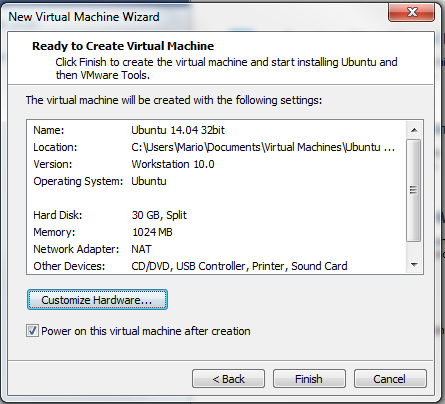 New Virtual Machine Wizard
Ready to Create Virtual Machine
Click Finish to create the virtual machine and start installing Ubuntu and
then VMware Tools.
The virtual machine will be created with the following settings:
Name: Ubuntu 14.04 32bit
Location: C:\Users\Mario\Documents\Virtual Machines\Ubuntu ...
Version: Workstation 10.0
Operating System: Ubuntu
Hard Disk: 30 GB, Split
Memory: 1024 MB
Network Adapter: NAT
Other Devices: CD/DVD, USB Controller, Printer, Sound Card
Customize Hardware...
Power on this virtual machine after creation
< Back Finish Cancel